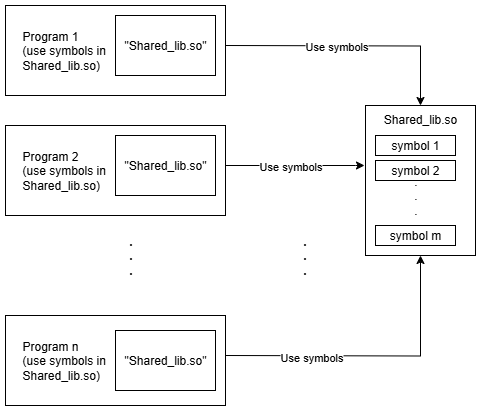 Program 1
(use symbols in
Shared_lib.so)
"Shared_lib.so"
Use symbols
Shared_lib.so
symbol 1
symbol 2
symbol m
Program 2
(use symbols in
Shared_lib.so)
"Shared_lib.so"
Use symbols
Program n
(use symbols in
Shared_lib.so)
"Shared_lib.so"
Use symbols